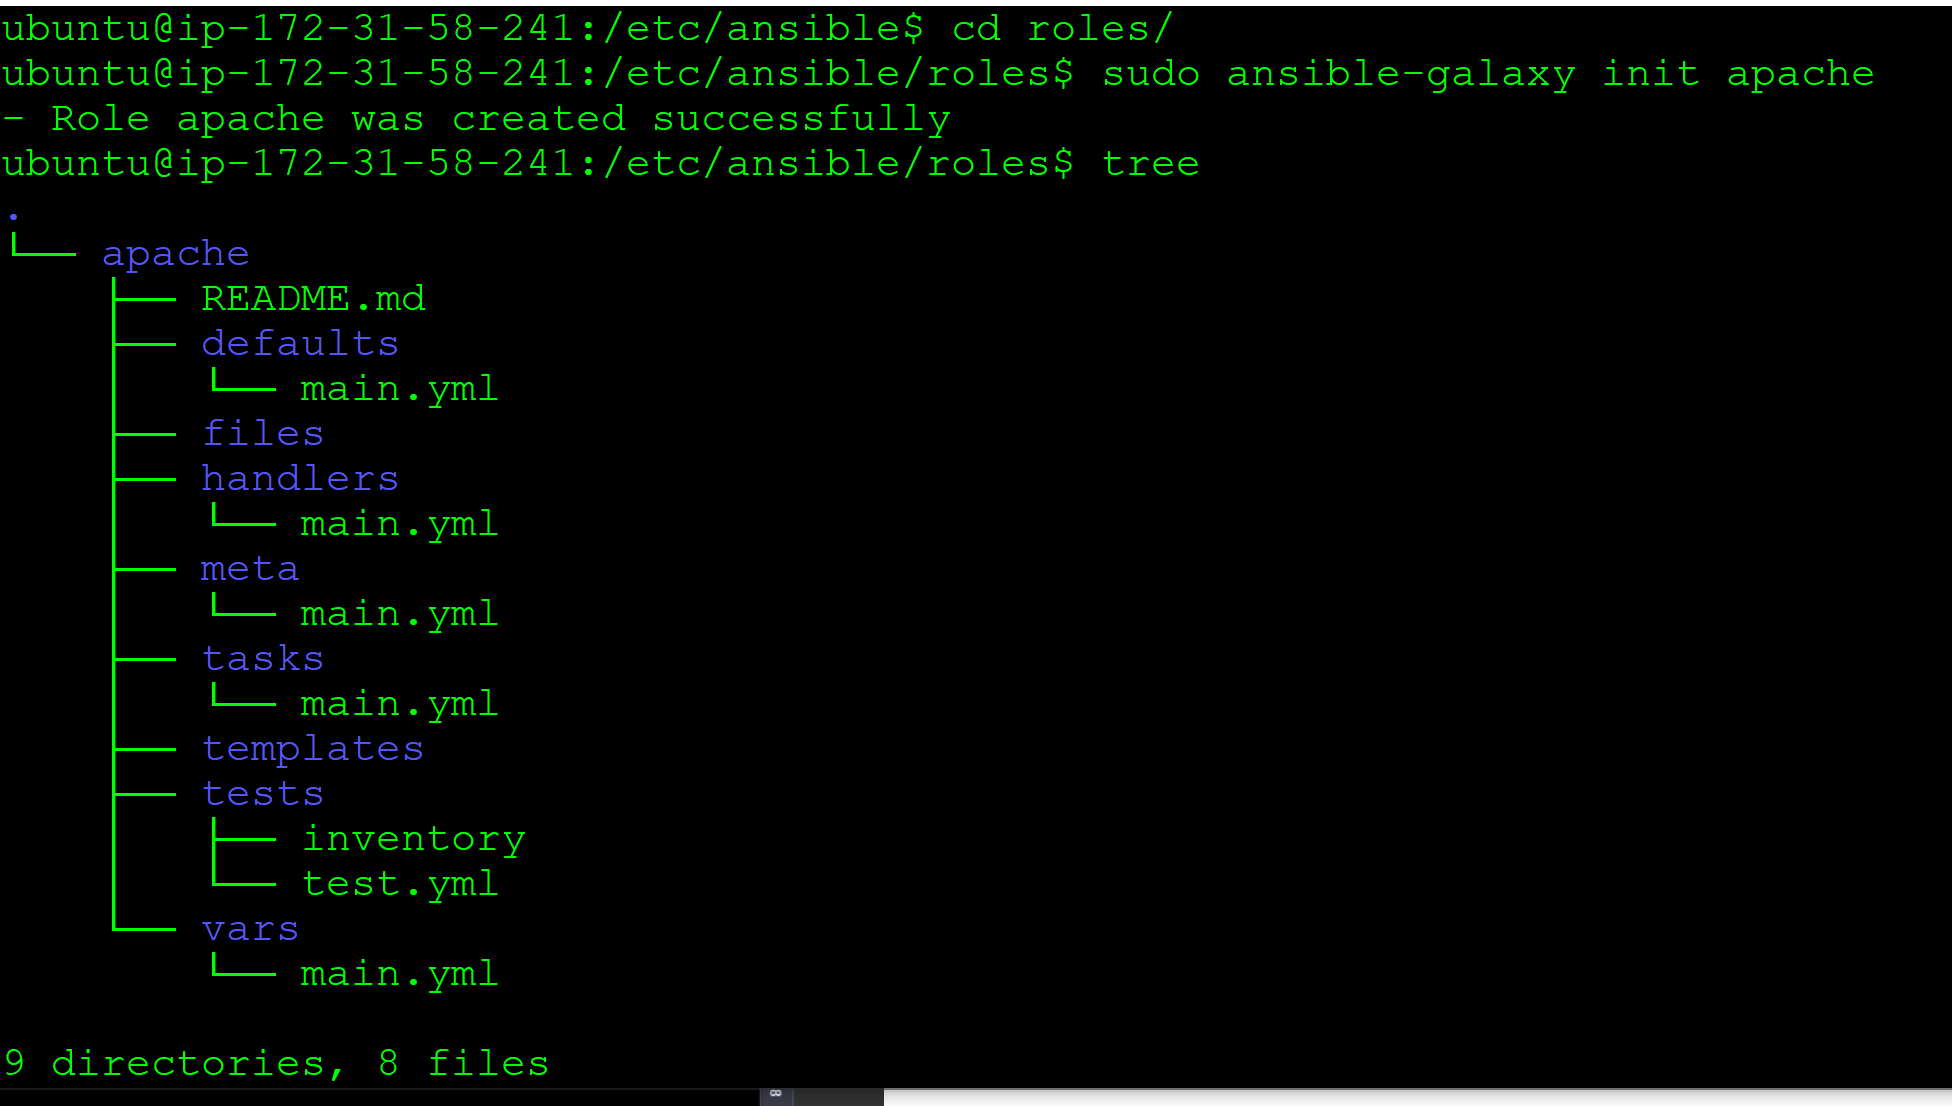 ubuntu@ip-172-31-58-241:/etc/ansible$ cd roles/
ubuntu@ip-172-31-58-241:/etc/ansible/roles$ sudo ansible-galaxy init apache
- Role apache was created successfully
ubuntu@ip-172-31-58-241:/etc/ansible/roles$ tree
.
└── apache
    ├── README.md
    ├── defaults
    │   └── main.yml
    ├── files
    ├── handlers
    │   └── main.yml
    ├── meta
    │   └── main.yml
    ├── tasks
    │   └── main.yml
    ├── templates
    ├── tests
    │   ├── inventory
    │   └── test.yml
    └── vars
        └── main.yml

9 directories, 8 files